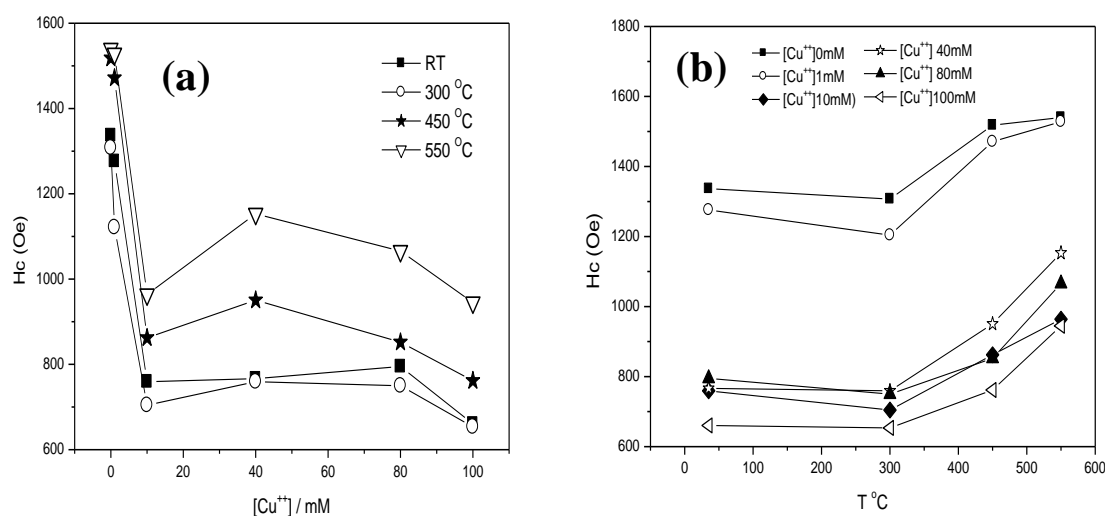 1600
1400
1200
1000
800
600
Hc (Oe)
(a)
RT
300 °C
450 °C
550 °C
0 20 40 60 80 100
[Cu⁺⁺] / mM
1800
1600
1400
1200
1000
800
600
Hc (Oe)
(b)
[Cu⁺⁺]0mM
[Cu⁺⁺]1mM
[Cu⁺⁺]10mM)
[Cu⁺⁺] 40mM
[Cu⁺⁺] 80mM
[Cu⁺⁺]100mM
0 100 200 300 400 500 600
T °C